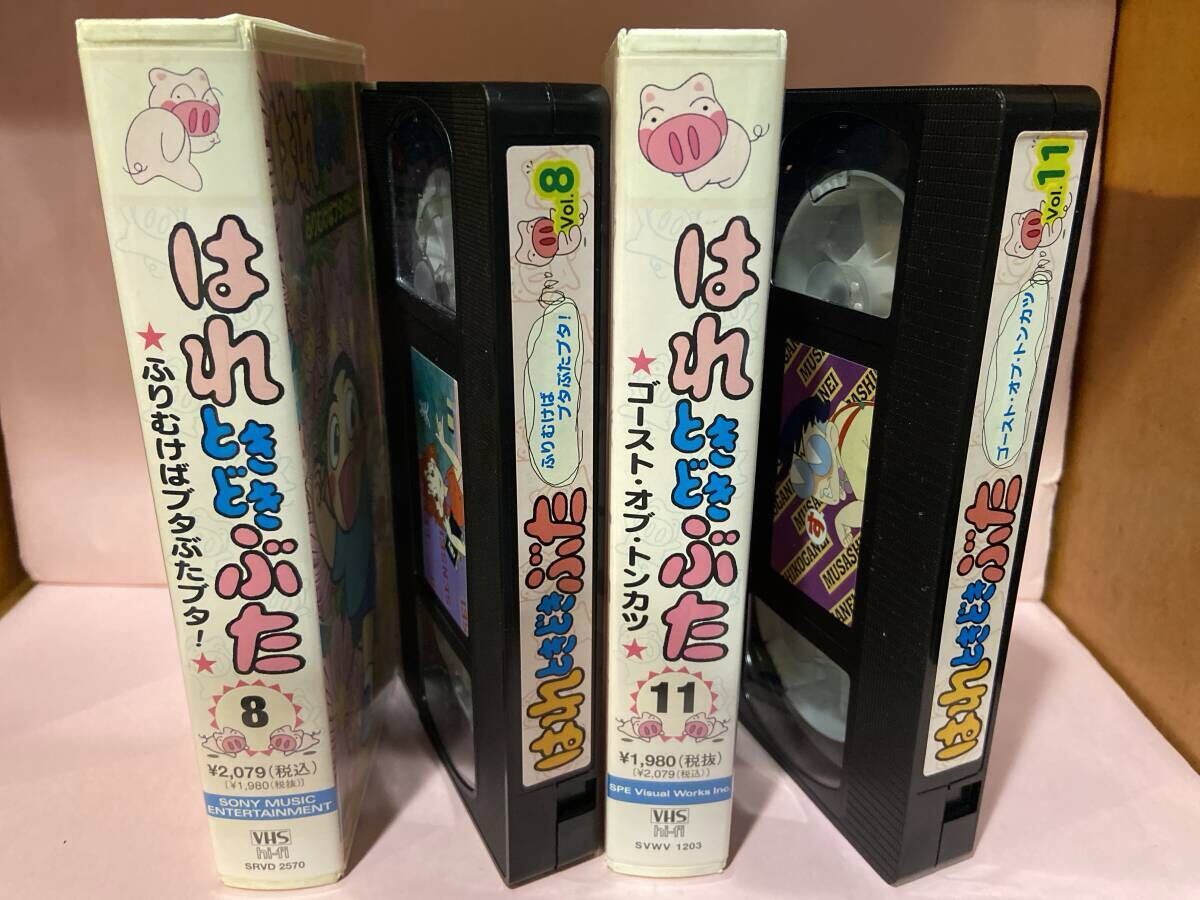 はれ
ときどき
ぶた
★ふりむけばブタぶたブタ!★
8
¥2,079(税込)
(¥1,980(税抜))
SONY MUSIC
ENTERTAINMENT
VHS
hi-fi
SRVD 2570
Vol.8
ふりむけば
ブタぶたブタ!
はれときどきぶた
はれ
ときどき
ぶた
★ゴースト・オブ・トンカツ★
11
¥1,980(税抜)
(¥2,079(税込))
SPE Visual Works Inc.
VHS
hi-fi
SVWV 1203
MUSASHI
す
Vol.11
ゴースト・オブ・トンカツ
はれときどきぶた